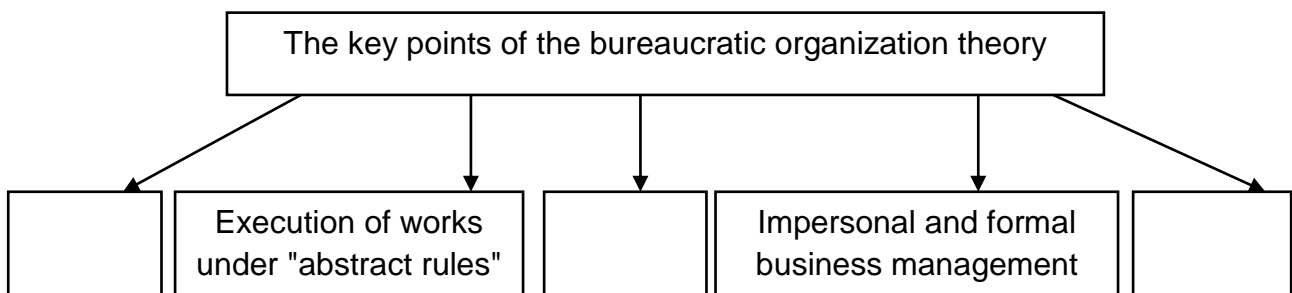 The key points of the bureaucratic organization theory
Execution of works
under "abstract rules"
Impersonal and formal
business management